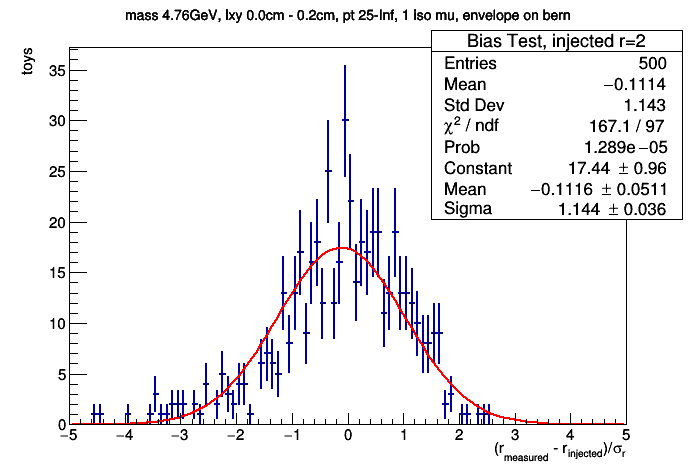 mass 4.76GeV, lxy 0.0cm - 0.2cm, pt 25-Inf, 1 Iso mu, envelope on bern
Bias Test, injected r=2
Entries 500
Mean −0.1114
Std Dev 1.143
χ² / ndf 167.1 / 97
Prob 1.289e−05
Constant 17.44 ± 0.96
Mean −0.1116 ± 0.0511
Sigma 1.144 ± 0.036
toys
35
30
25
20
15
10
5
0
−5 −4 −3 −2 −1 0 1 2 3 4 5
(r_measured - r_injected)/σ_r